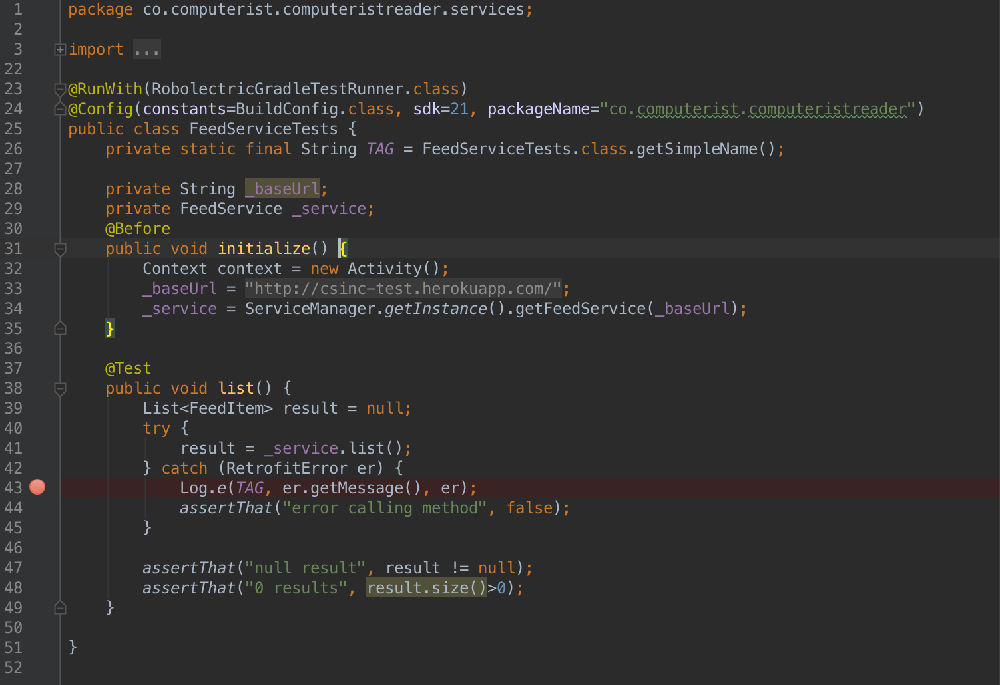 1 package co.computerist.computeristreader.services;
2
3 import ...
22
23 @RunWith(RobolectricGradleTestRunner.class)
24 @Config(constants=BuildConfig.class, sdk=21, packageName="co.computerist.computeristreader")
25 public class FeedServiceTests {
26     private static final String TAG = FeedServiceTests.class.getSimpleName();
27
28     private String _baseUrl;
29     private FeedService _service;
30     @Before
31     public void initialize() {
32         Context context = new Activity();
33         _baseUrl = "http://csinc-test.herokuapp.com/";
34         _service = ServiceManager.getInstance().getFeedService(_baseUrl);
35     }
36
37     @Test
38     public void list() {
39         List<FeedItem> result = null;
40         try {
41             result = _service.list();
42         } catch (RetrofitError er) {
43             Log.e(TAG, er.getMessage(), er);
44             assertThat("error calling method", false);
45         }
46
47         assertThat("null result", result != null);
48         assertThat("0 results", result.size()>0);
49     }
50
51 }
52